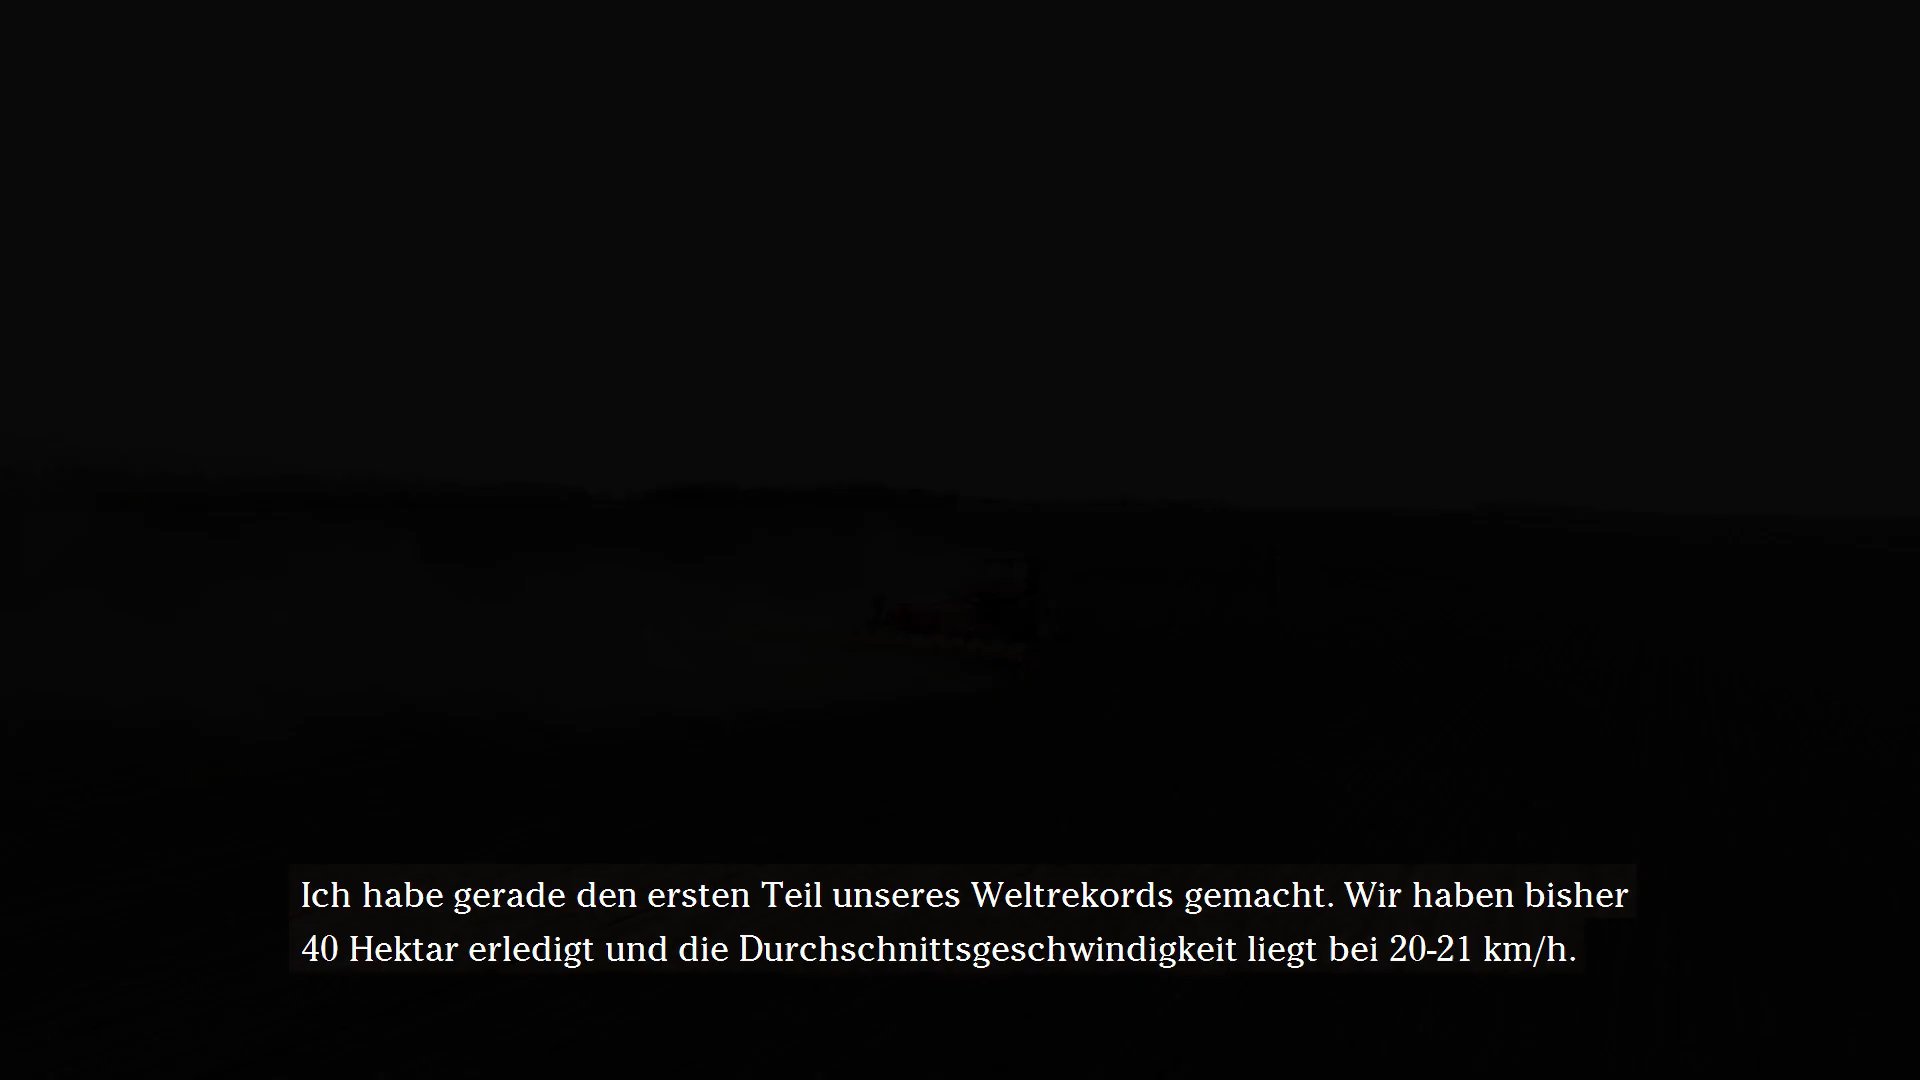 Ich habe gerade den ersten Teil unseres Weltrekords gemacht. Wir haben bisher
40 Hektar erledigt und die Durchschnittsgeschwindigkeit liegt bei 20-21 km/h.